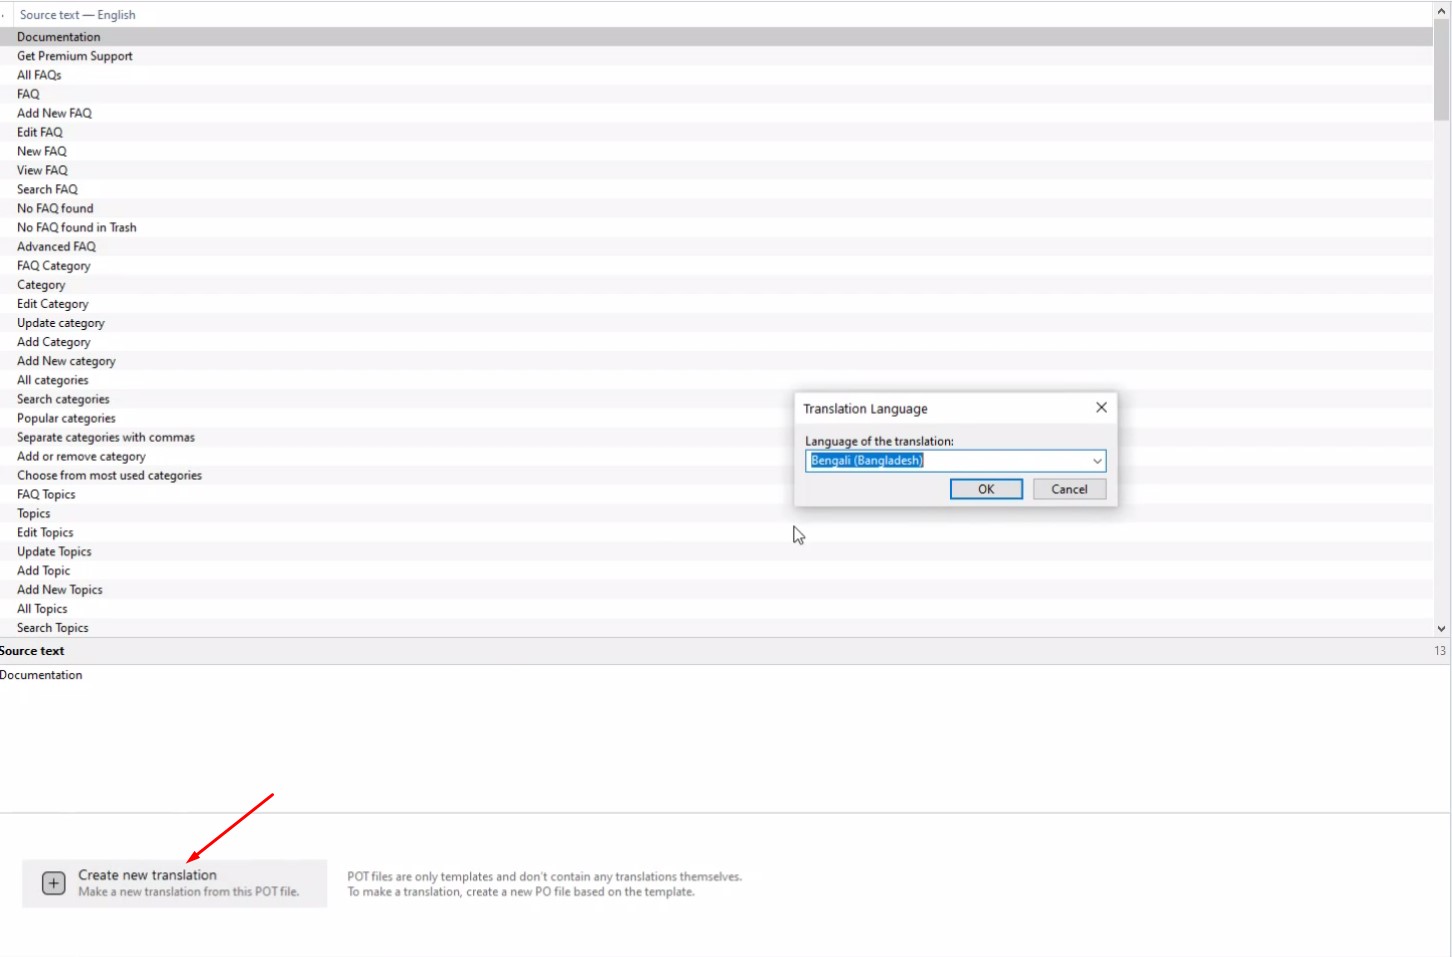 Source text — English
Documentation
Get Premium Support
All FAQs
FAQ
Add New FAQ
Edit FAQ
New FAQ
View FAQ
Search FAQ
No FAQ found
No FAQ found in Trash
Advanced FAQ
FAQ Category
Category
Edit Category
Update category
Add Category
Add New category
All categories
Search categories
Popular categories
Separate categories with commas
Add or remove category
Choose from most used categories
FAQ Topics
Topics
Edit Topics
Update Topics
Add Topic
Add New Topics
All Topics
Search Topics
Translation Language
Language of the translation:
Bengali (Bangladesh)
OK Cancel
Source text 13
Documentation
Create new translation
Make a new translation from this POT file.
POT files are only templates and don't contain any translations themselves.
To make a translation, create a new PO file based on the template.